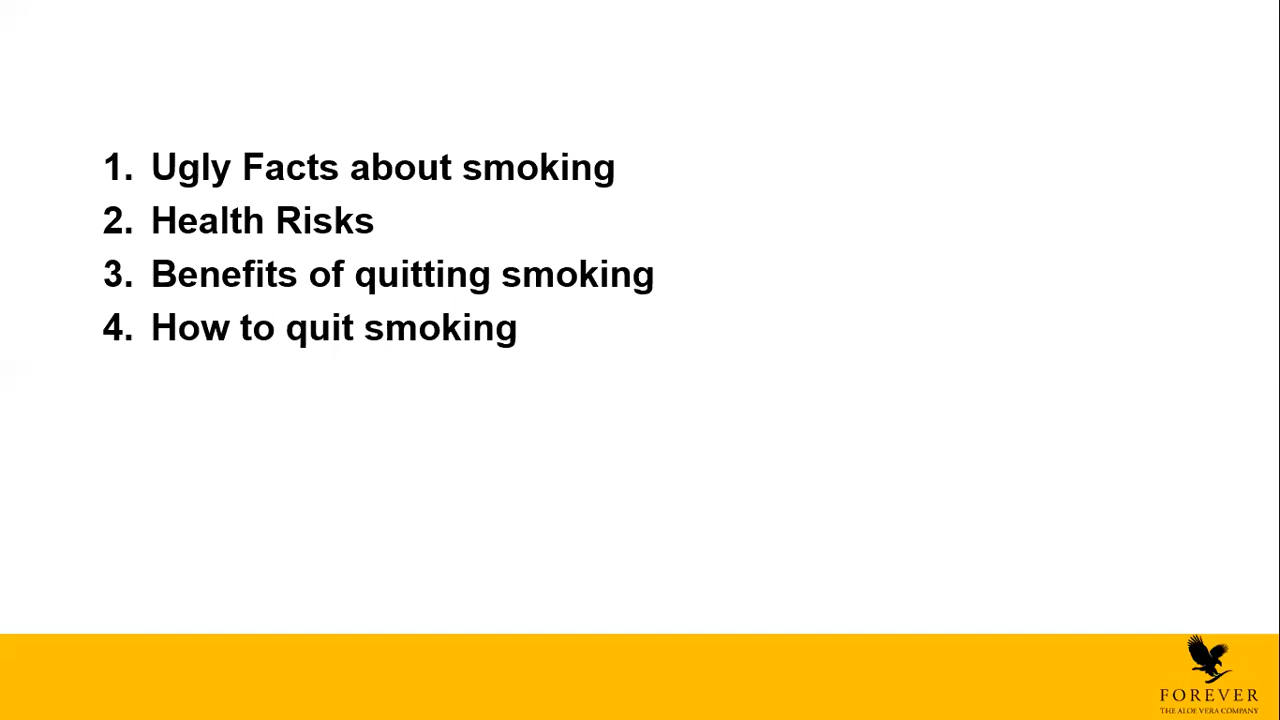 1. Ugly Facts about smoking
2. Health Risks
3. Benefits of quitting smoking
4. How to quit smoking
FOREVER
THE ALOE VERA COMPANY